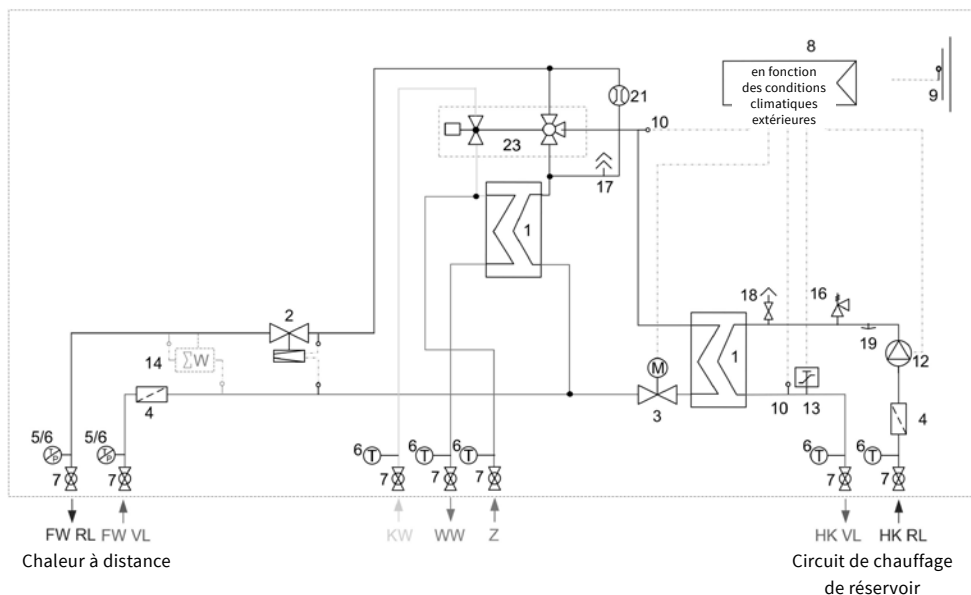 8
en fonction
des conditions
climatiques
extérieures
9
21
10
23
17
1
2
18
16
14
ΣW
M
1
19
12
4
3
10
13
4
5/6
T
P
5/6
T
P
6
T
6
T
6
T
6
T
6
T
7
7
7
7
7
7
7
FW RL
FW VL
KW
WW
Z
HK VL
HK RL
Chaleur à distance
Circuit de chauffage
de réservoir